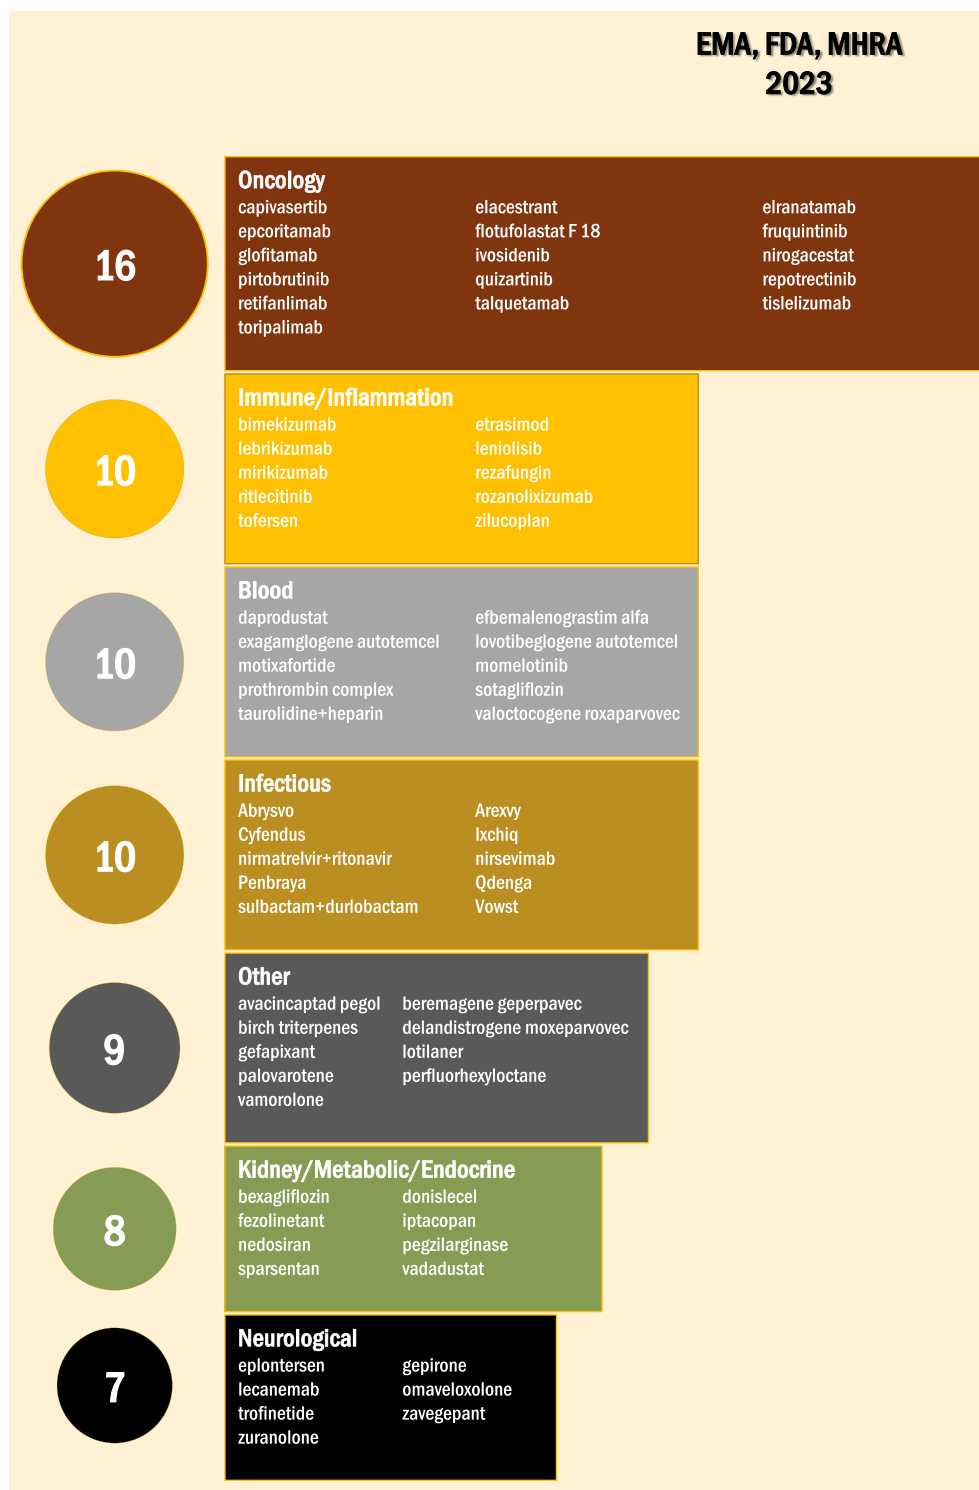 EMA, FDA, MHRA
2023
16
Oncology
capivasertib elacestrant elranatamab
epcoritamab flotufolastat F 18 fruquintinib
glofitamab ivosidenib nirogacestat
pirtobrutinib quizartinib repotrectinib
retifanlimab talquetamab tislelizumab
toripalimab
10
Immune/Inflammation
bimekizumab etrasimod
lebrikizumab leniolisib
mirikizumab rezafungin
ritlecitinib rozanolixizumab
tofersen zilucoplan
10
Blood
daprodustat efbemalenograstim alfa
exagamglogene autotemcel lovotibeglogene autotemcel
motixafortide momelotinib
prothrombin complex sotagliflozin
taurolidine+heparin valoctocogene roxaparvovec
10
Infectious
Abrysvo Arexvy
Cyfendus Ixchiq
nirmatrelvir+ritonavir nirsevimab
Penbraya Qdenga
sulbactam+durlobactam Vowst
9
Other
avacincaptad pegol beremagene geperpavec
birch triterpenes delandistrogene moxeparvovec
gefapixant lotilaner
palovarotene perfluorhexyloctane
vamorolone
8
Kidney/Metabolic/Endocrine
bexagliflozin donislecel
fezolinetant iptacopan
nedosiran pegzilarginase
sparsentan vadadustat
7
Neurological
eplontersen gepirone
lecanemab omaveloxolone
trofinetide zavegepant
zuranolone